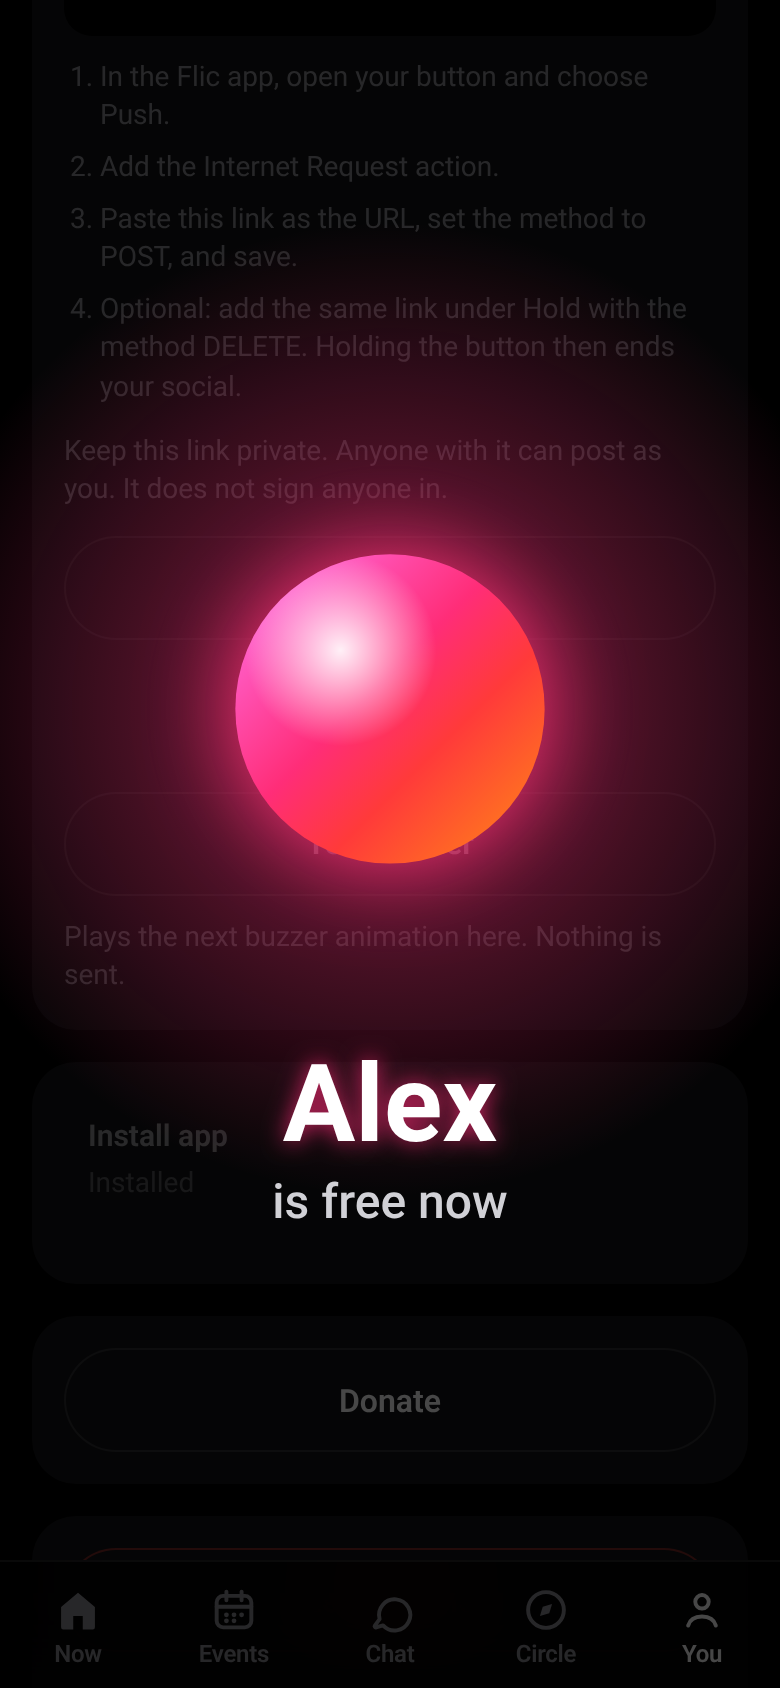 1. In the Flic app, open your button and choose
Push.
2. Add the Internet Request action.
3. Paste this link as the URL, set the method to
POST, and save.
4. Optional: add the same link under Hold with the
method DELETE. Holding the button then ends
your social.
Keep this link private. Anyone with it can post as
you. It does not sign anyone in.
Plays the next buzzer animation here. Nothing is
sent.
Alex
is free now
Install app
Installed
Donate
Now
Events
Chat
Circle
You